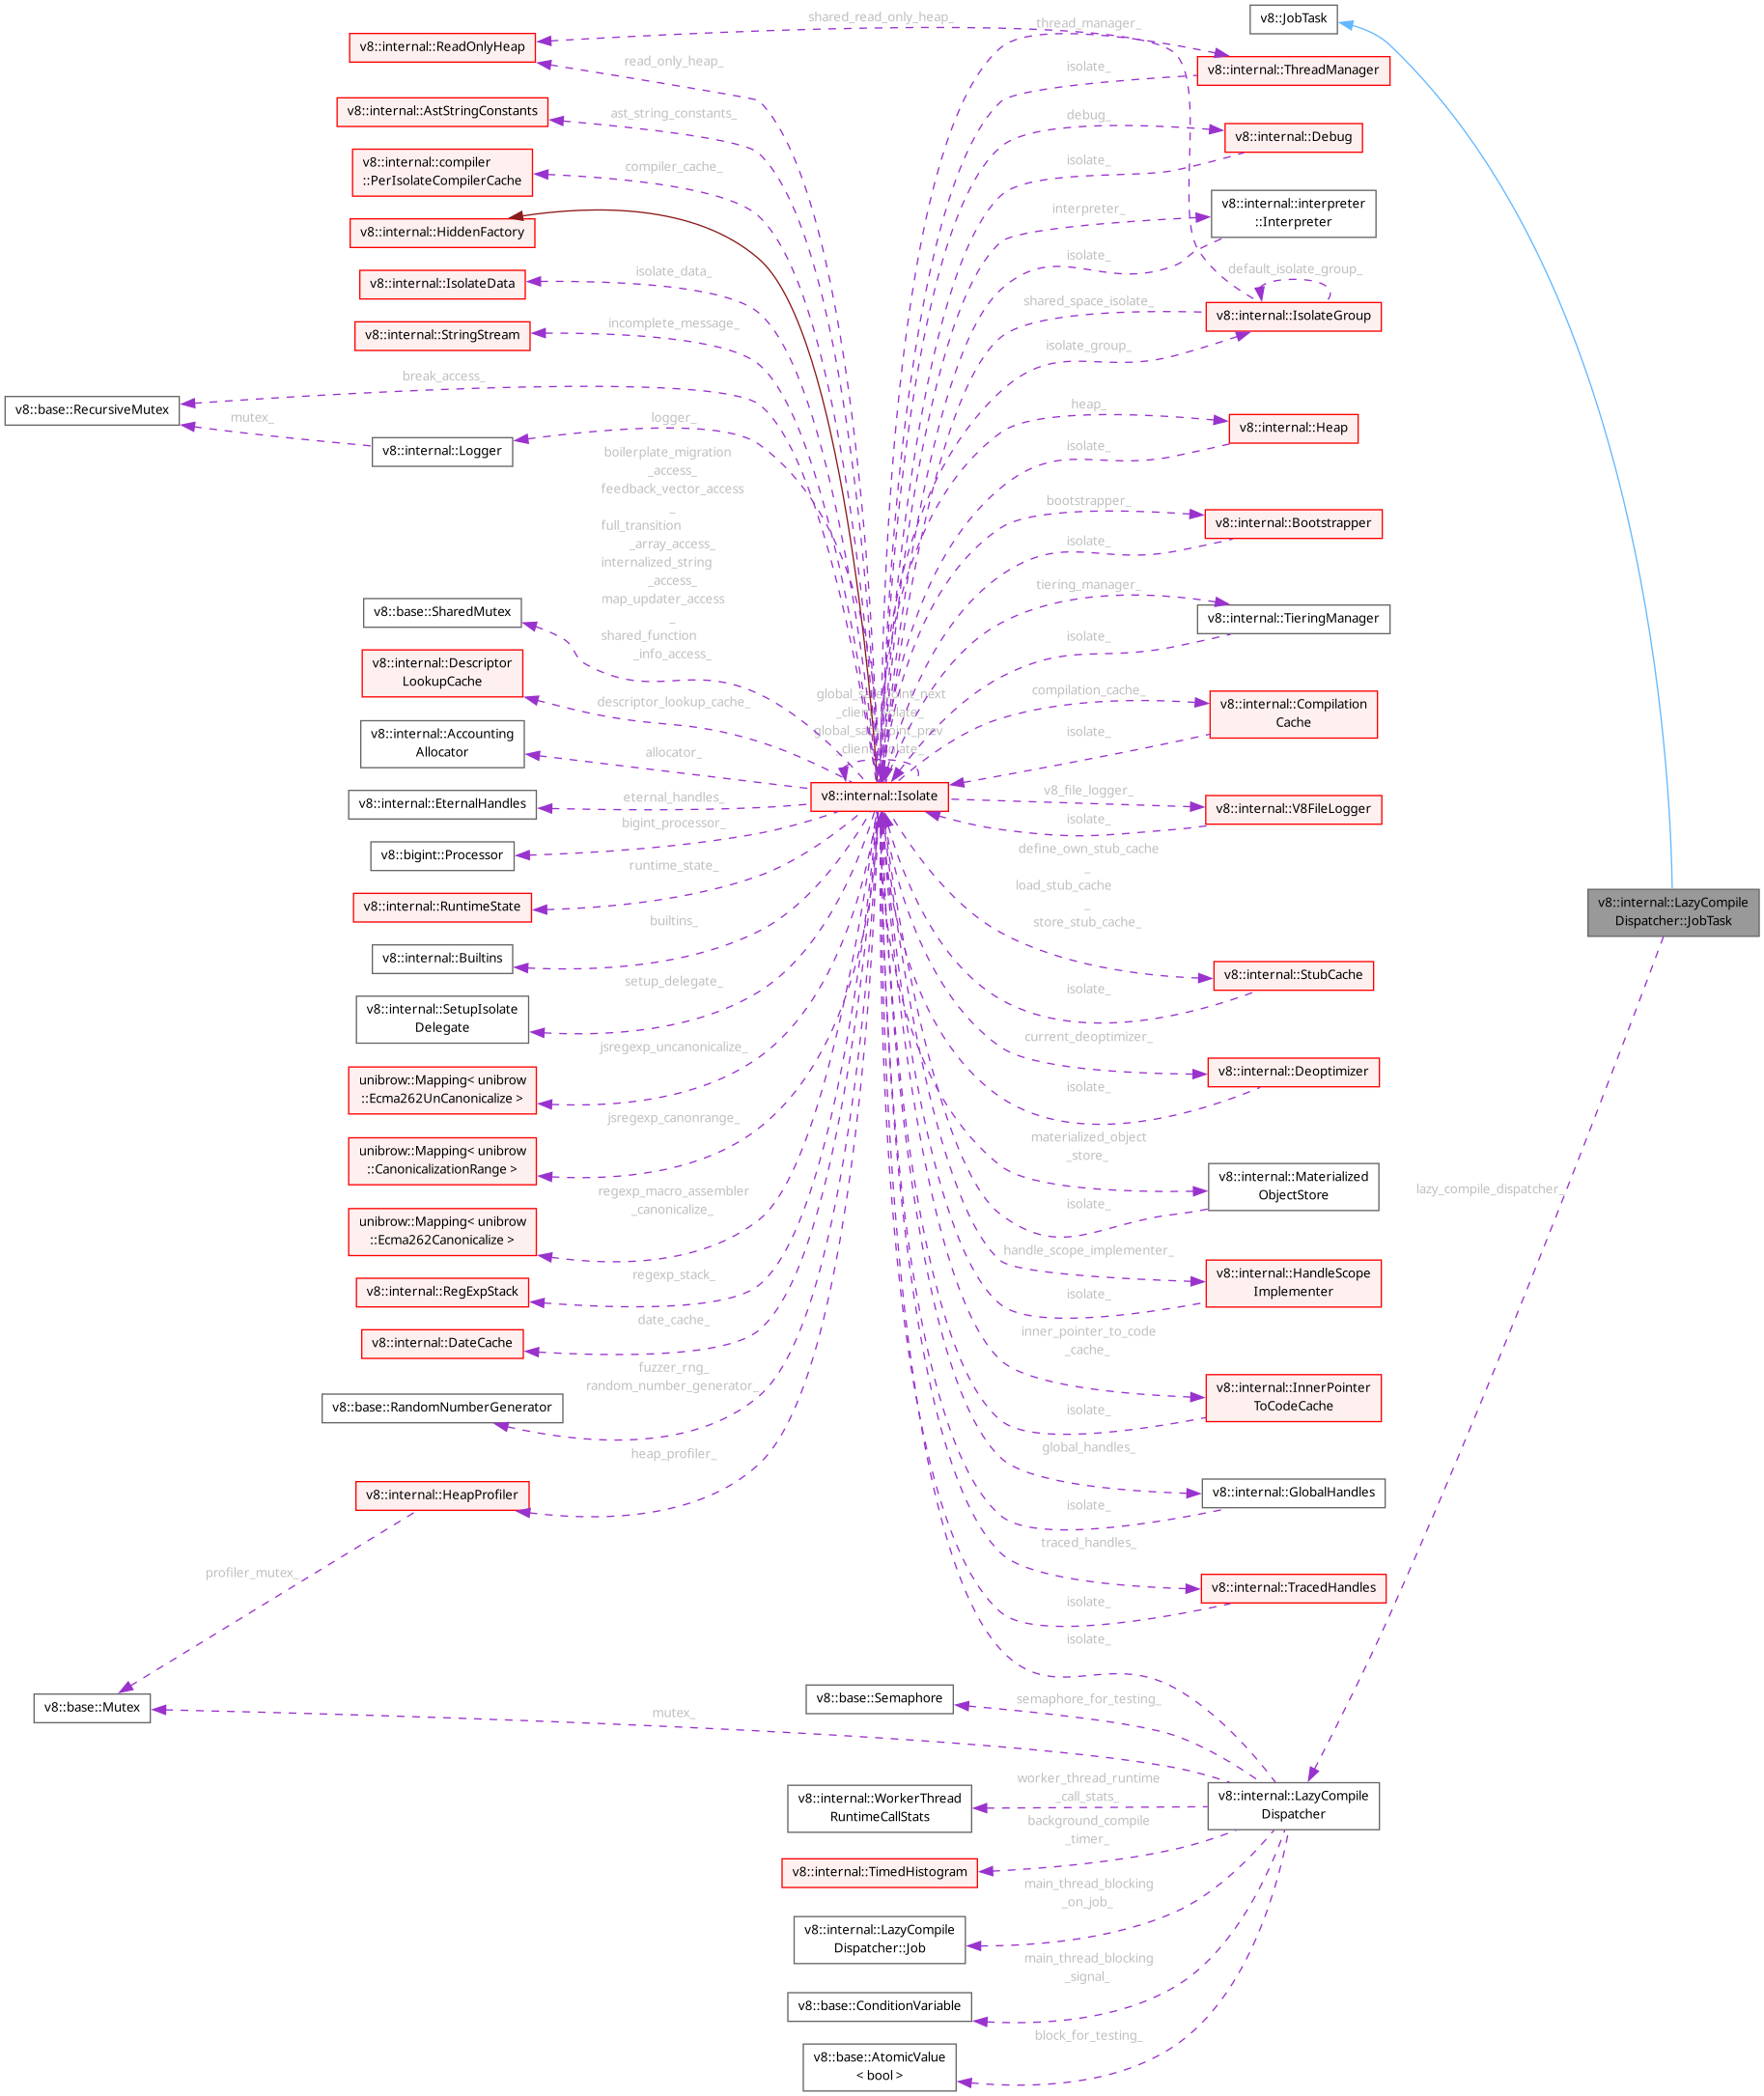 v8::JobTask
shared_read_only_heap_
thread_manager_
v8::internal::ReadOnlyHeap
read_only_heap_
isolate_
v8::internal::ThreadManager
v8::internal::AstStringConstants
ast_string_constants_
debug_
v8::internal::Debug
v8::internal::compiler
::PerIsolateCompilerCache
compiler_cache_
isolate_
v8::internal::interpreter
::Interpreter
interpreter_
v8::internal::HiddenFactory
isolate_
v8::internal::IsolateData
isolate_data_
default_isolate_group_
shared_space_isolate_
v8::internal::IsolateGroup
v8::internal::StringStream
incomplete_message_
isolate_group_
break_access_
v8::base::RecursiveMutex
mutex_
heap_
v8::internal::Heap
logger_
v8::internal::Logger
isolate_
boilerplate_migration
_access_
feedback_vector_access
_
full_transition
_array_access_
internalized_string
_access_
map_updater_access
_
shared_function
_info_access_
bootstrapper_
v8::internal::Bootstrapper
isolate_
tiering_manager_
v8::internal::TieringManager
isolate_
v8::base::SharedMutex
v8::internal::Descriptor
LookupCache
descriptor_lookup_cache_
global_safepoint_next
_client_isolate_
global_safepoint_prev
_client_isolate_
compilation_cache_
v8::internal::Compilation
Cache
isolate_
v8::internal::Accounting
Allocator
allocator_
v8::internal::Isolate
v8::internal::EternalHandles
eternal_handles_
v8_file_logger_
v8::internal::V8FileLogger
isolate_
bigint_processor_
v8::bigint::Processor
define_own_stub_cache
_
load_stub_cache
_
store_stub_cache_
runtime_state_
v8::internal::RuntimeState
v8::internal::LazyCompile
Dispatcher::JobTask
builtins_
v8::internal::Builtins
v8::internal::StubCache
isolate_
setup_delegate_
v8::internal::SetupIsolate
Delegate
current_deoptimizer_
v8::internal::Deoptimizer
isolate_
jsregexp_uncanonicalize_
unibrow::Mapping< unibrow
::Ecma262UnCanonicalize >
jsregexp_canonrange_
unibrow::Mapping< unibrow
::CanonicalizationRange >
materialized_object
_store_
v8::internal::Materialized
ObjectStore
isolate_
lazy_compile_dispatcher_
regexp_macro_assembler
_canonicalize_
unibrow::Mapping< unibrow
::Ecma262Canonicalize >
handle_scope_implementer_
v8::internal::HandleScope
Implementer
isolate_
regexp_stack_
v8::internal::RegExpStack
date_cache_
v8::internal::DateCache
inner_pointer_to_code
_cache_
v8::internal::InnerPointer
ToCodeCache
isolate_
fuzzer_rng_
random_number_generator_
v8::base::RandomNumberGenerator
heap_profiler_
v8::internal::HeapProfiler
global_handles_
v8::internal::GlobalHandles
isolate_
traced_handles_
v8::internal::TracedHandles
isolate_
profiler_mutex_
isolate_
v8::base::Mutex
mutex_
v8::base::Semaphore
semaphore_for_testing_
v8::internal::WorkerThread
RuntimeCallStats
worker_thread_runtime
_call_stats_
v8::internal::LazyCompile
Dispatcher
background_compile
_timer_
v8::internal::TimedHistogram
main_thread_blocking
_on_job_
v8::internal::LazyCompile
Dispatcher::Job
main_thread_blocking
_signal_
v8::base::ConditionVariable
block_for_testing_
v8::base::AtomicValue
< bool >